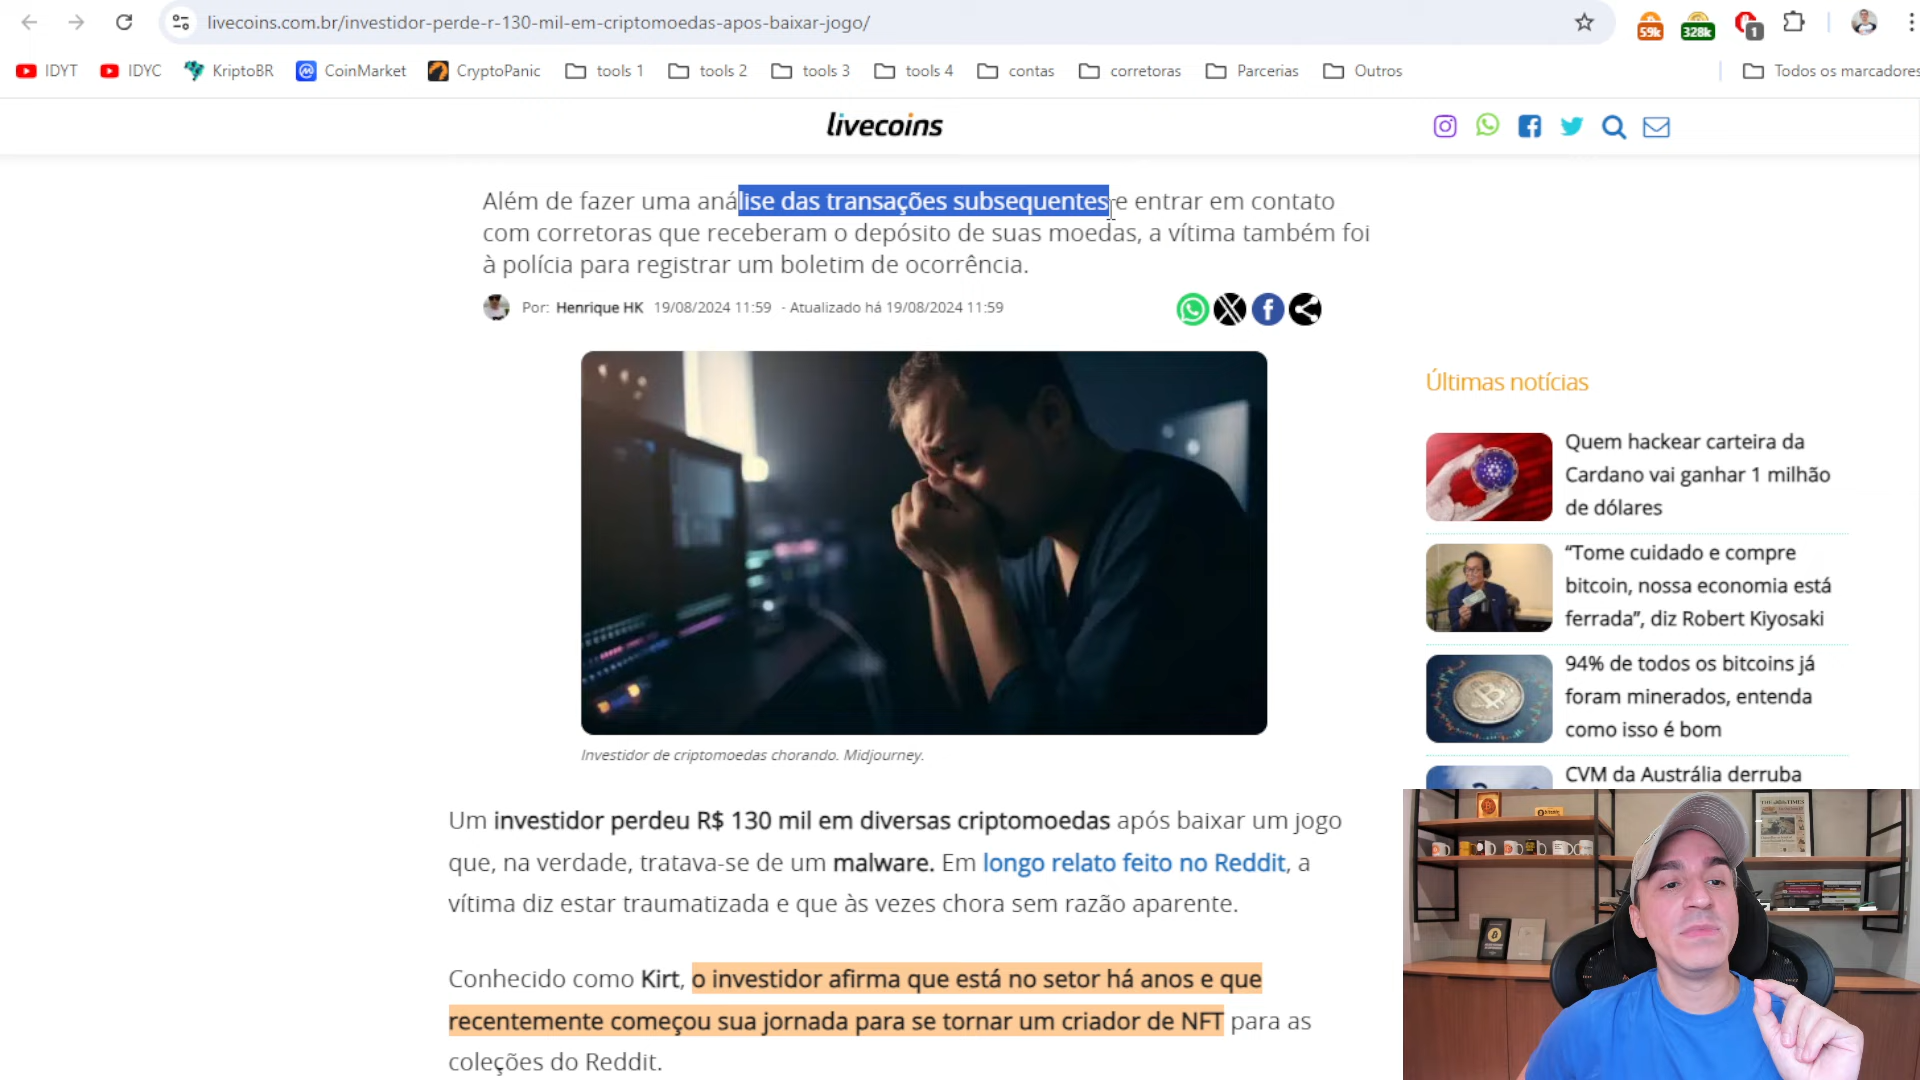 livecoins.com.br/investidor-perde-r-130-mil-em-criptomoedas-apos-baixar-jogo/
59k
328k
1
IDYT
IDYC
KriptoBR
CoinMarket
CryptoPanic
tools 1
tools 2
tools 3
tools 4
contas
corretoras
Parcerias
Outros
Todos os marcadores
livecoins
Além de fazer uma análise das transações subsequentes e entrar em contato
com corretoras que receberam o depósito de suas moedas, a vítima também foi
à polícia para registrar um boletim de ocorrência.
Por: Henrique HK 19/08/2024 11:59 - Atualizado há 19/08/2024 11:59
Investidor de criptomoedas chorando. Midjourney.
Um investidor perdeu R$ 130 mil em diversas criptomoedas após baixar um jogo
que, na verdade, tratava-se de um malware. Em longo relato feito no Reddit, a
vítima diz estar traumatizada e que às vezes chora sem razão aparente.
Conhecido como Kirt, o investidor afirma que está no setor há anos e que
recentemente começou sua jornada para se tornar um criador de NFT para as
coleções do Reddit.
Últimas notícias
Quem hackear carteira da
Cardano vai ganhar 1 milhão
de dólares
“Tome cuidado e compre
bitcoin, nossa economia está
ferrada”, diz Robert Kiyosaki
94% de todos os bitcoins já
foram minerados, entenda
como isso é bom
CVM da Austrália derruba